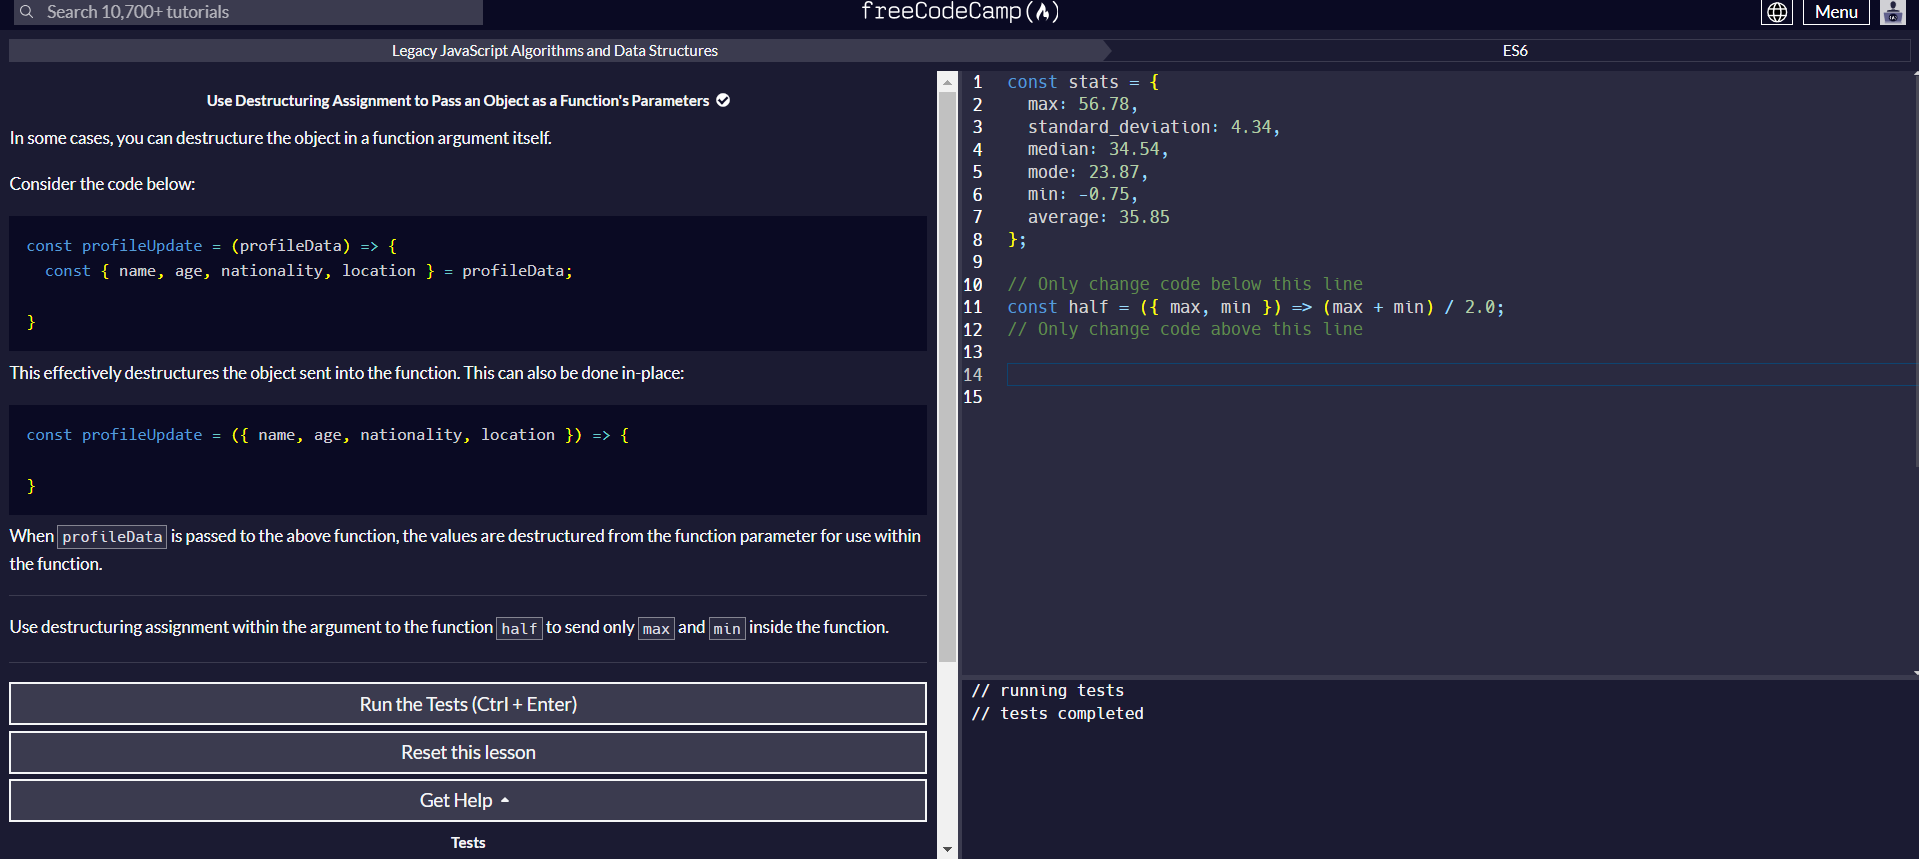 Search 10,700+ tutorials
freeCodeCamp(🔥)
Menu
Legacy JavaScript Algorithms and Data Structures
ES6
Use Destructuring Assignment to Pass an Object as a Function's Parameters
In some cases, you can destructure the object in a function argument itself.
Consider the code below:
const profileUpdate = (profileData) => {
  const { name, age, nationality, location } = profileData;
}
This effectively destructures the object sent into the function. This can also be done in-place:
const profileUpdate = ({ name, age, nationality, location }) => {
}
When profileData is passed to the above function, the values are destructured from the function parameter for use within
the function.
Use destructuring assignment within the argument to the function half to send only max and min inside the function.
Run the Tests (Ctrl + Enter)
Reset this lesson
Get Help
Tests
1 const stats = {
2   max: 56.78,
3   standard_deviation: 4.34,
4   median: 34.54,
5   mode: 23.87,
6   min: -0.75,
7   average: 35.85
8 };
9
10 // Only change code below this line
11 const half = ({ max, min }) => (max + min) / 2.0;
12 // Only change code above this line
13
14
15
// running tests
// tests completed